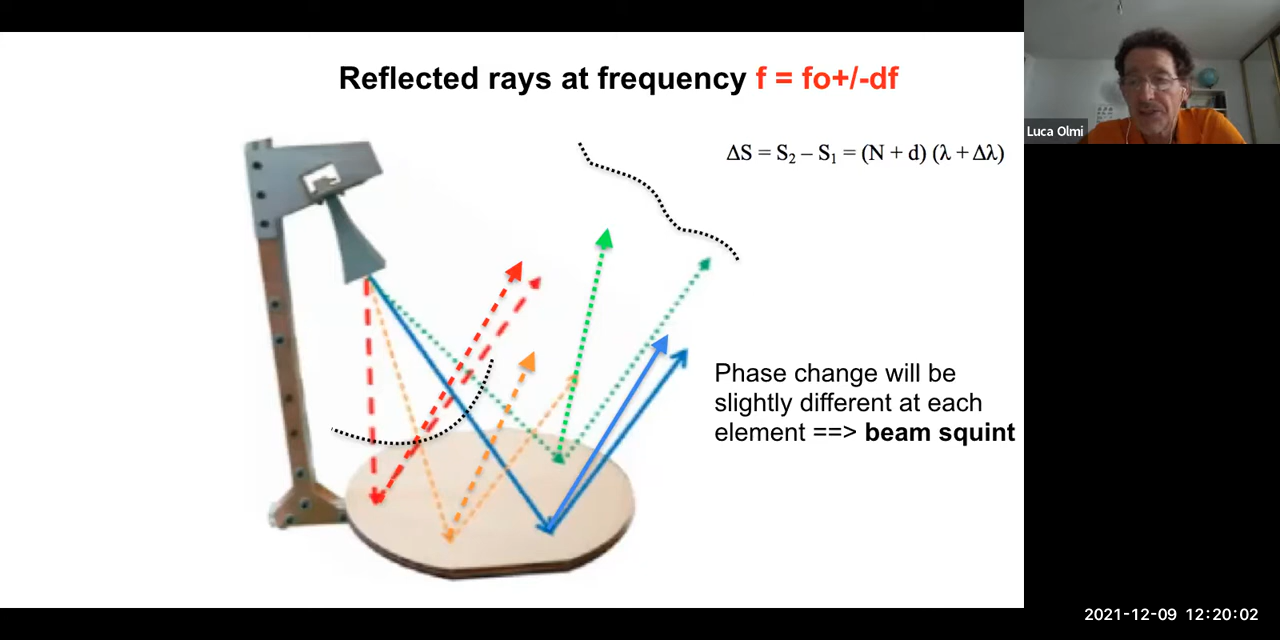 Reflected rays at frequency f = fo+/-df
ΔS = S₂ – S₁ = (N + d) (λ + Δλ)
Luca Olmi
Phase change will be
slightly different at each
element ==> beam squint
2021-12-09 12:20:02